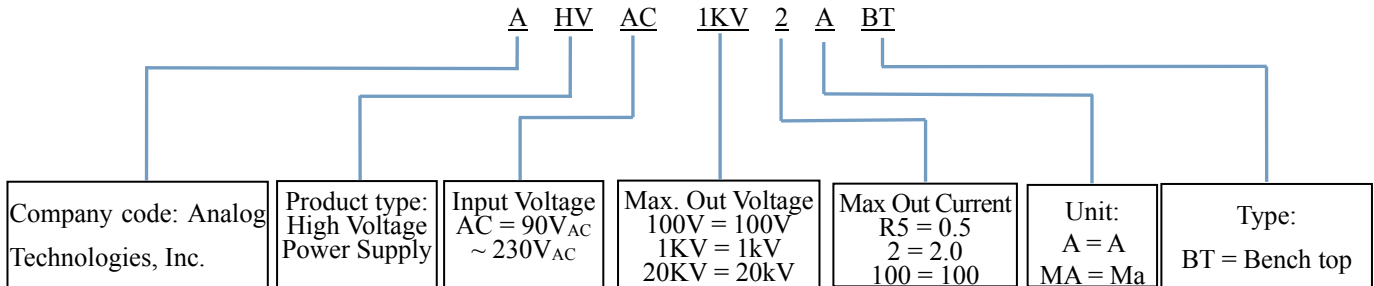 A HV AC 1KV 2 A BT
Company code: Analog
Technologies, Inc.
Product type:
High Voltage
Power Supply
Input Voltage
AC = 90VAC
~ 230VAC
Max. Out Voltage
100V = 100V
1KV = 1kV
20KV = 20kV
Max Out Current
R5 = 0.5
2 = 2.0
100 = 100
Unit:
A = A
MA = Ma
Type:
BT = Bench top